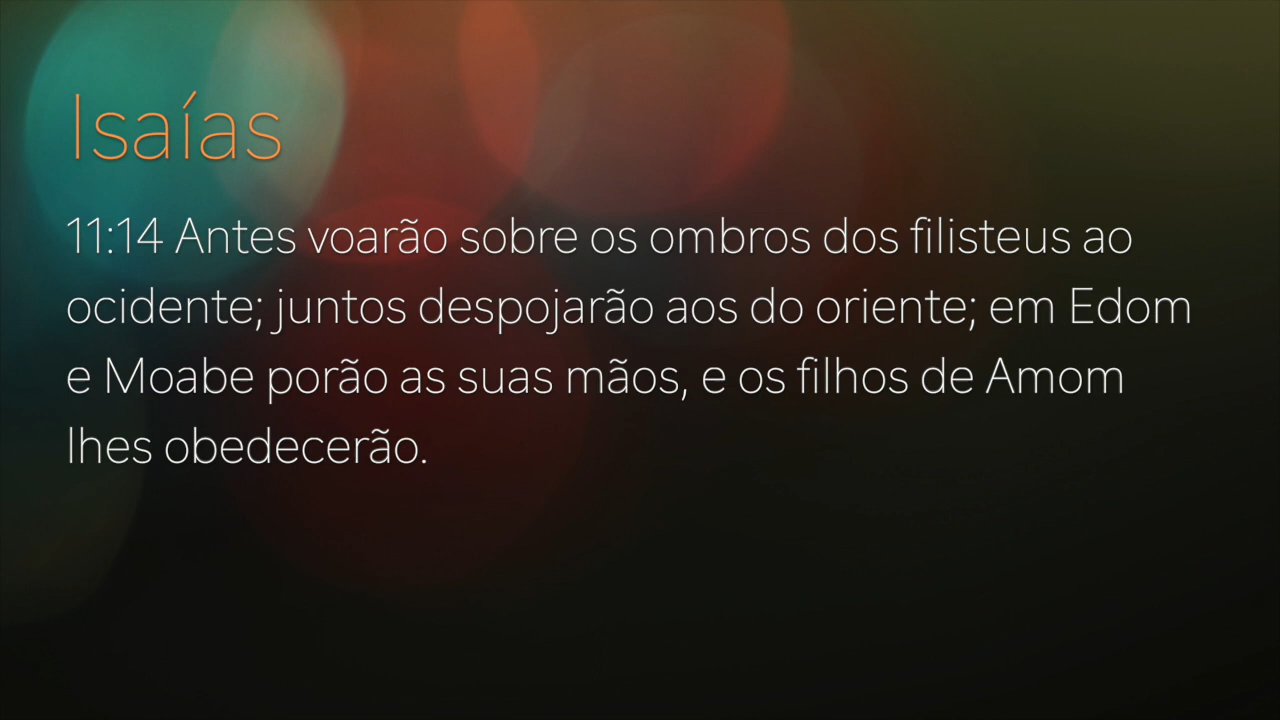 Isaías
11:14 Antes voarão sobre os ombros dos filisteus ao
ocidente; juntos despojarão aos do oriente; em Edom
e Moabe porão as suas mãos, e os filhos de Amom
lhes obedecerão.